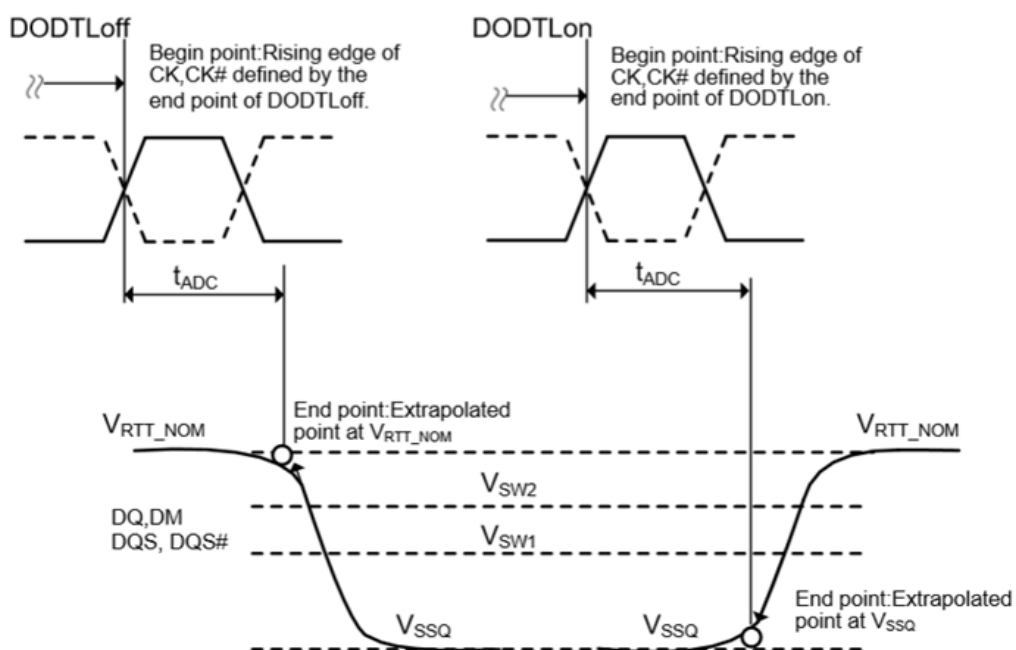 DODTLoff
Begin point:Rising edge of
CK,CK# defined by the
end point of DODTLoff.
DODTLon
Begin point:Rising edge of
CK,CK# defined by the
end point of DODTLon.
tADC
tADC
End point:Extrapolated
point at VRTT_NOM
VRTT_NOM
VRTT_NOM
VSW2
DQ,DM
DQS, DQS#
VSW1
VSSQ
VSSQ
End point:Extrapolated
point at VSSQ